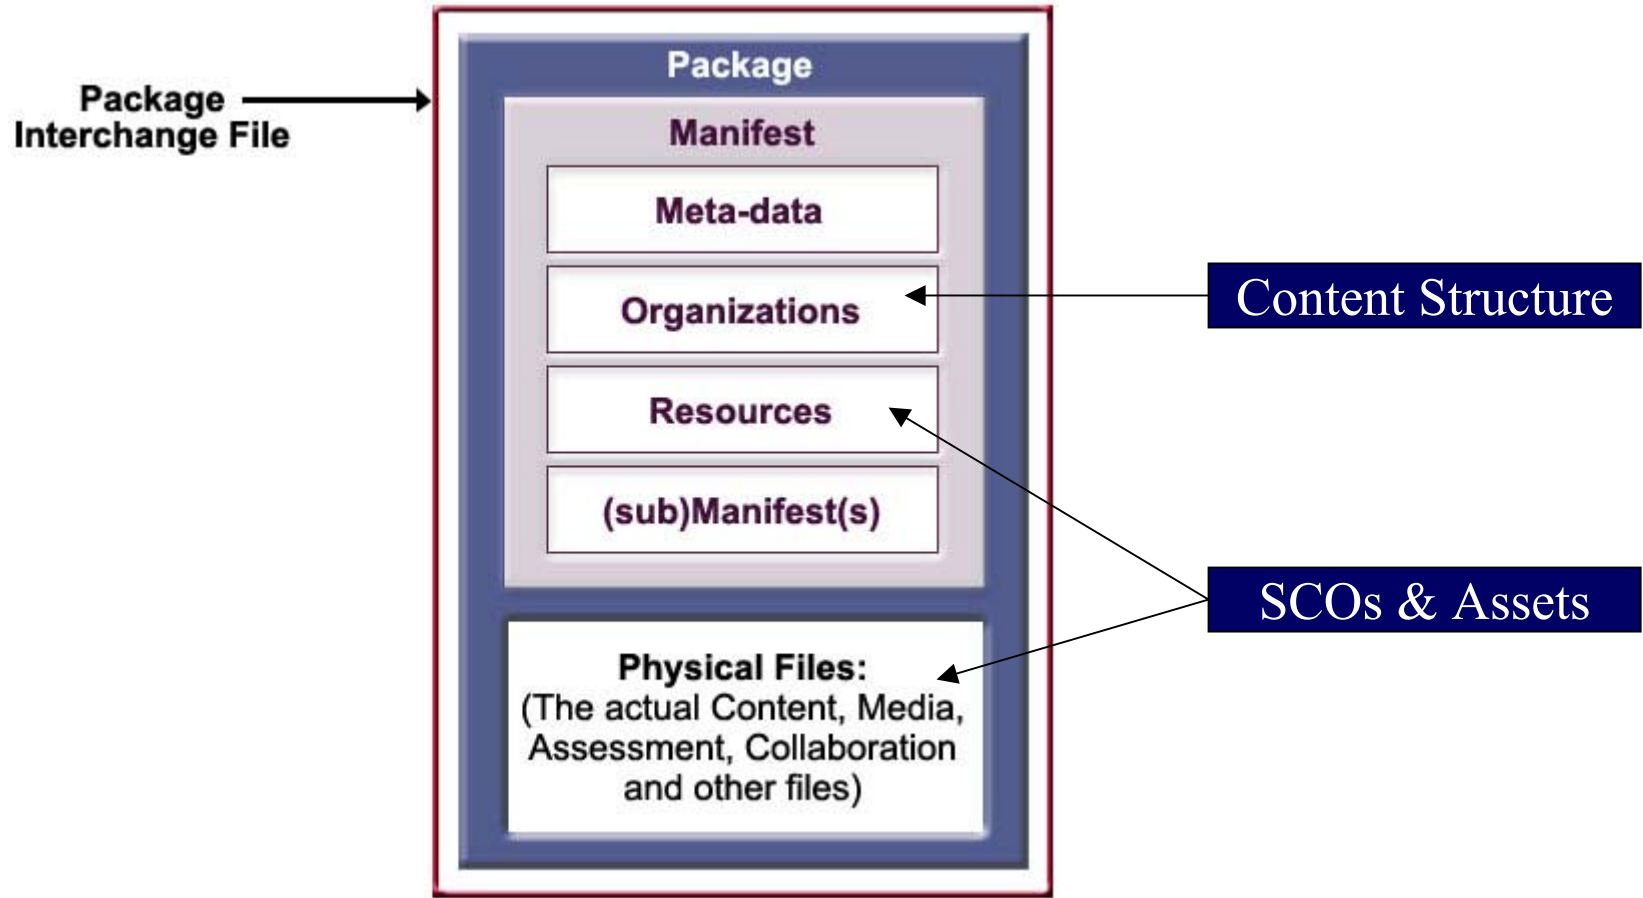 Package
Interchange File
Package
Manifest
Meta-data
Organizations
Resources
(sub)Manifest(s)
Physical Files:
(The actual Content, Media,
Assessment, Collaboration
and other files)
Content Structure
SCOs & Assets